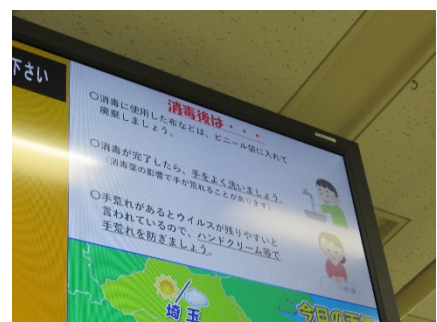 下さい
消毒後は・・・
○消毒に使用した布などは、ビニール袋に入れて
廃棄しましょう。
○消毒が完了したら、手をよく洗いましょう。
(消毒薬の影響で手が荒れることがあります)
○手荒れがあるとウイルスが残りやすいと
言われているので、ハンドクリーム等で
手荒れを防ぎましょう。
埼玉
今日の天気